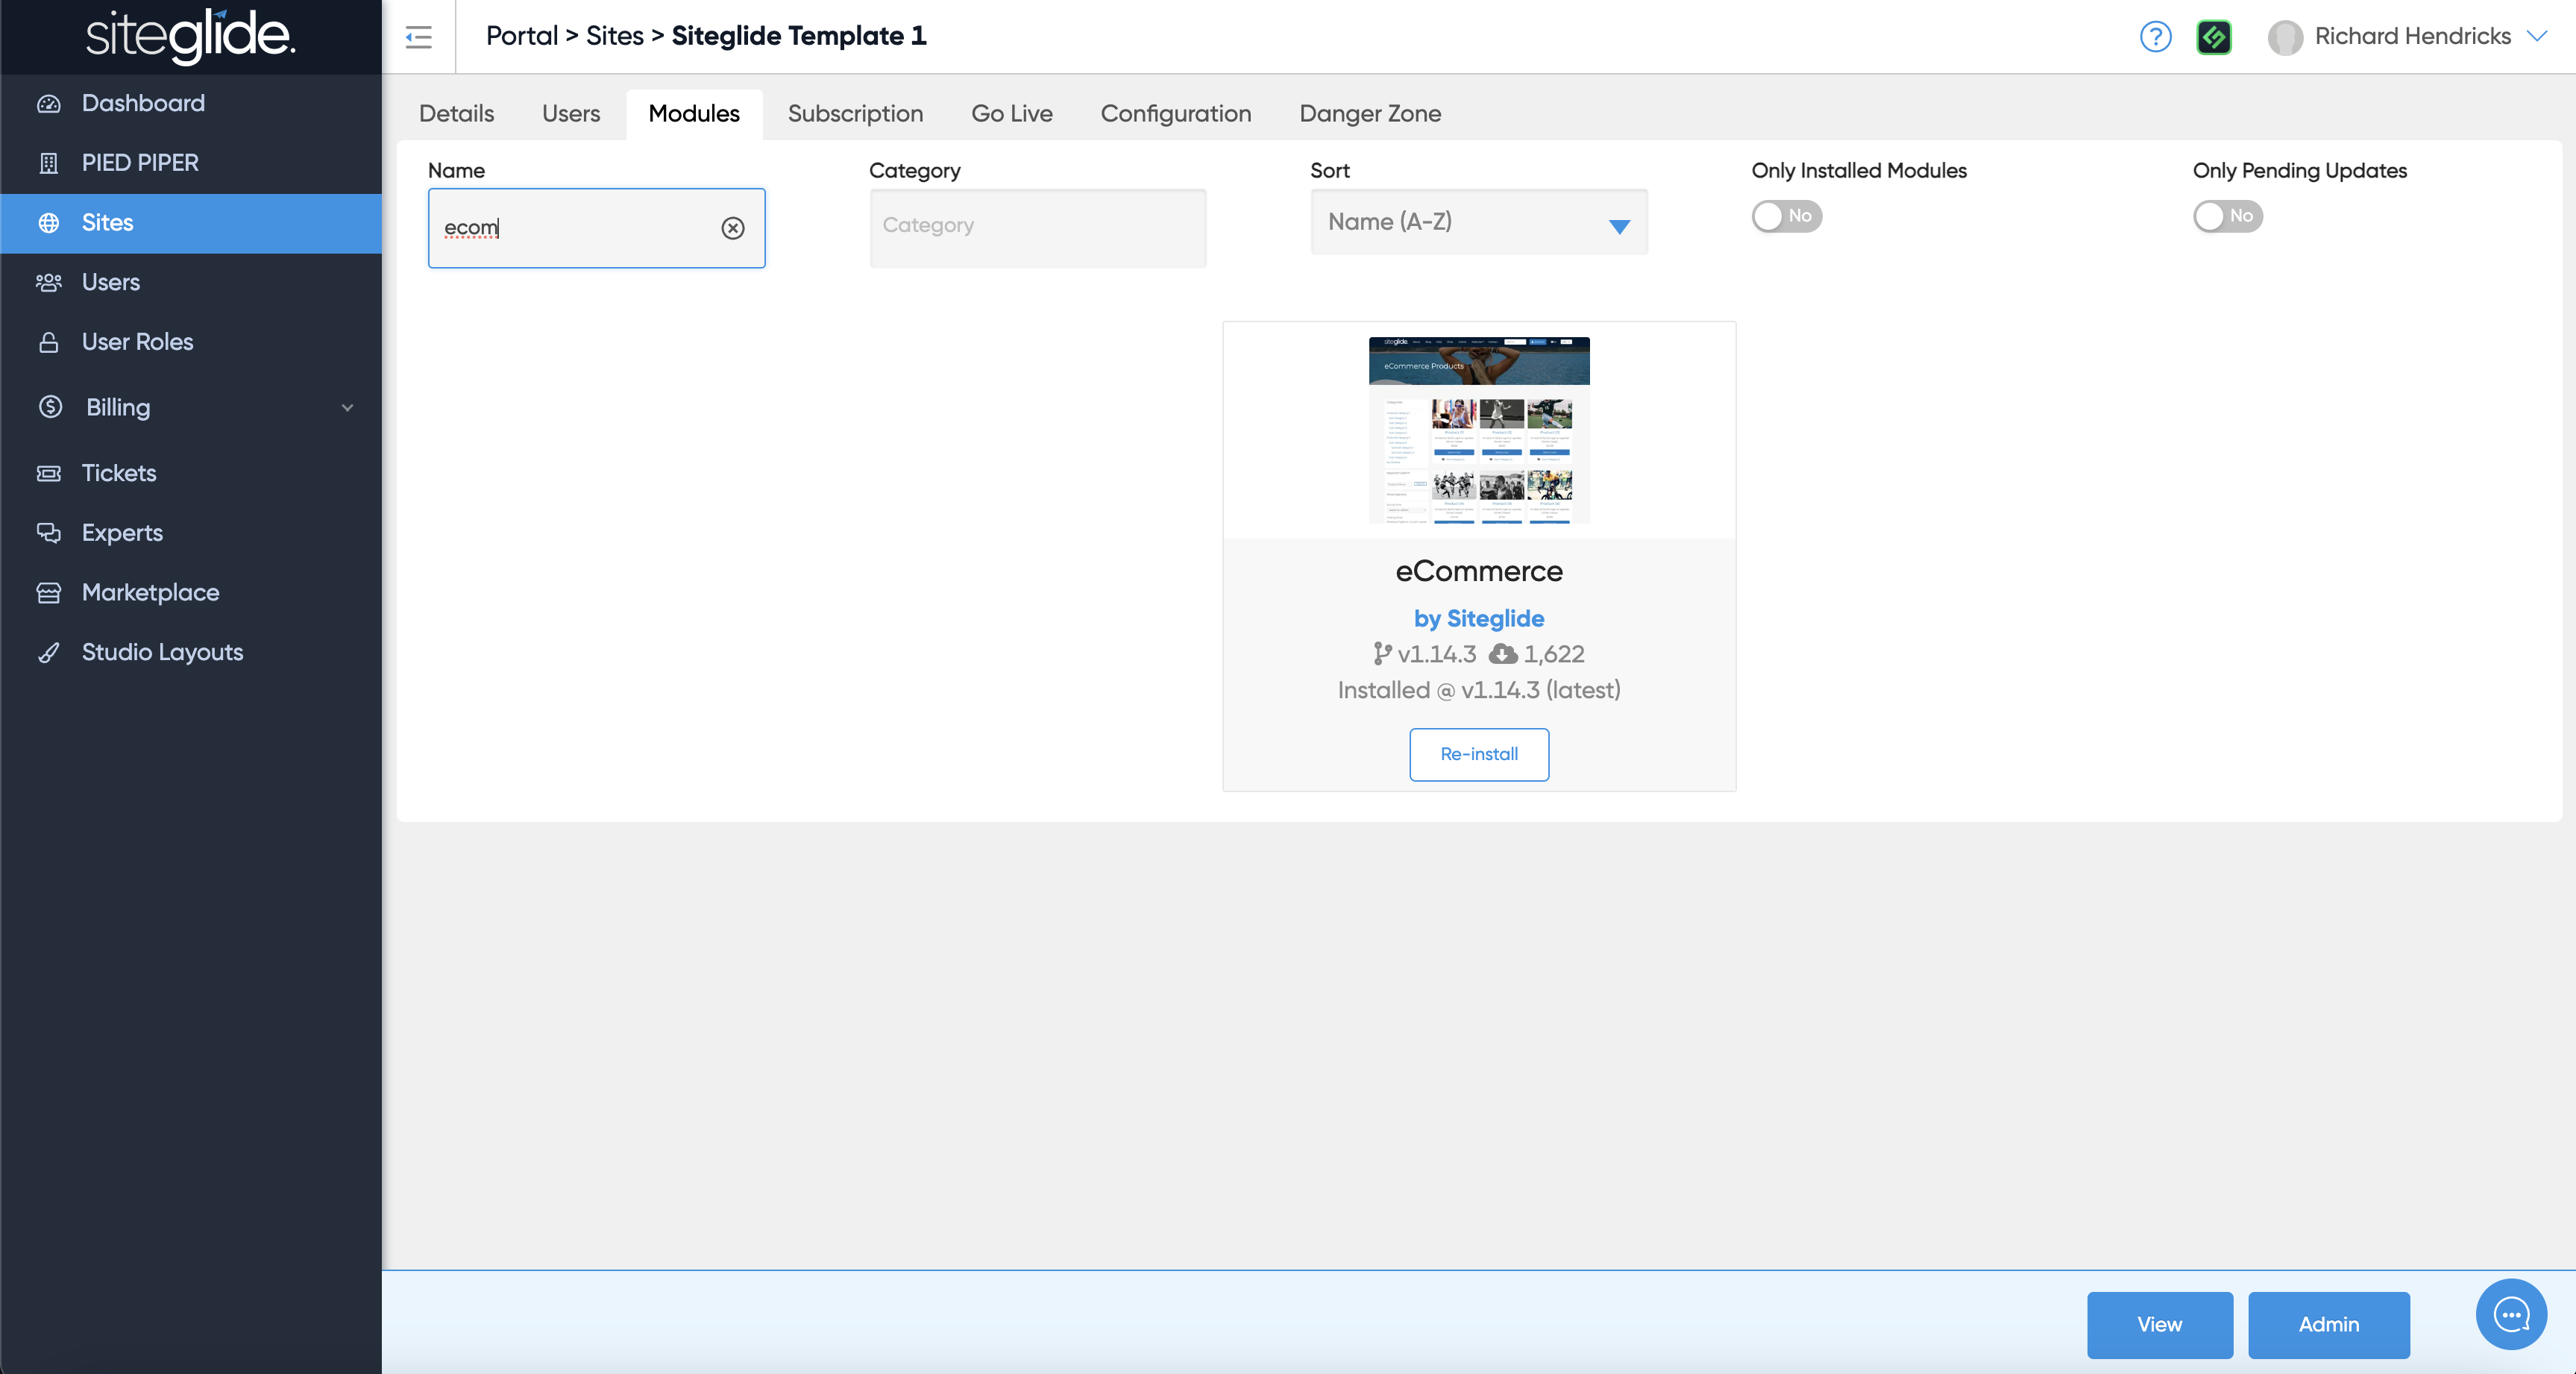 siteglide.
Portal > Sites > Siteglide Template 1
Richard Hendricks
Dashboard
PIED PIPER
Sites
Users
User Roles
Billing
Tickets
Experts
Marketplace
Studio Layouts
Details
Users
Modules
Subscription
Go Live
Configuration
Danger Zone
Name
Category
Sort
Only Installed Modules
Only Pending Updates
ecom
Category
Name (A-Z)
No
No
siteglide.
eCommerce Products
eCommerce
by Siteglide
v1.14.3 1,622
Installed @ v1.14.3 (latest)
Re-install
View
Admin